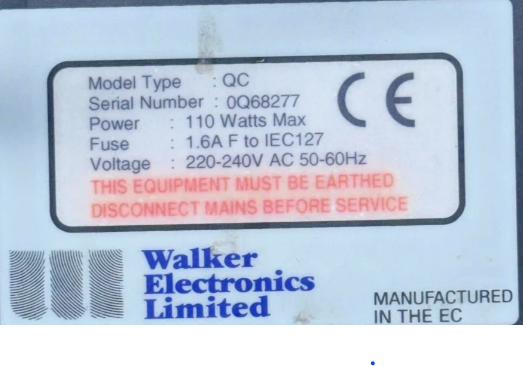 Model Type : QC
Serial Number : 0Q68277
Power : 110 Watts Max
Fuse : 1.6A F to IEC127
Voltage : 220-240V AC 50-60Hz
THIS EQUIPMENT MUST BE EARTHED
DISCONNECT MAINS BEFORE SERVICE
CE
Walker
Electronics
Limited
MANUFACTURED
IN THE EC